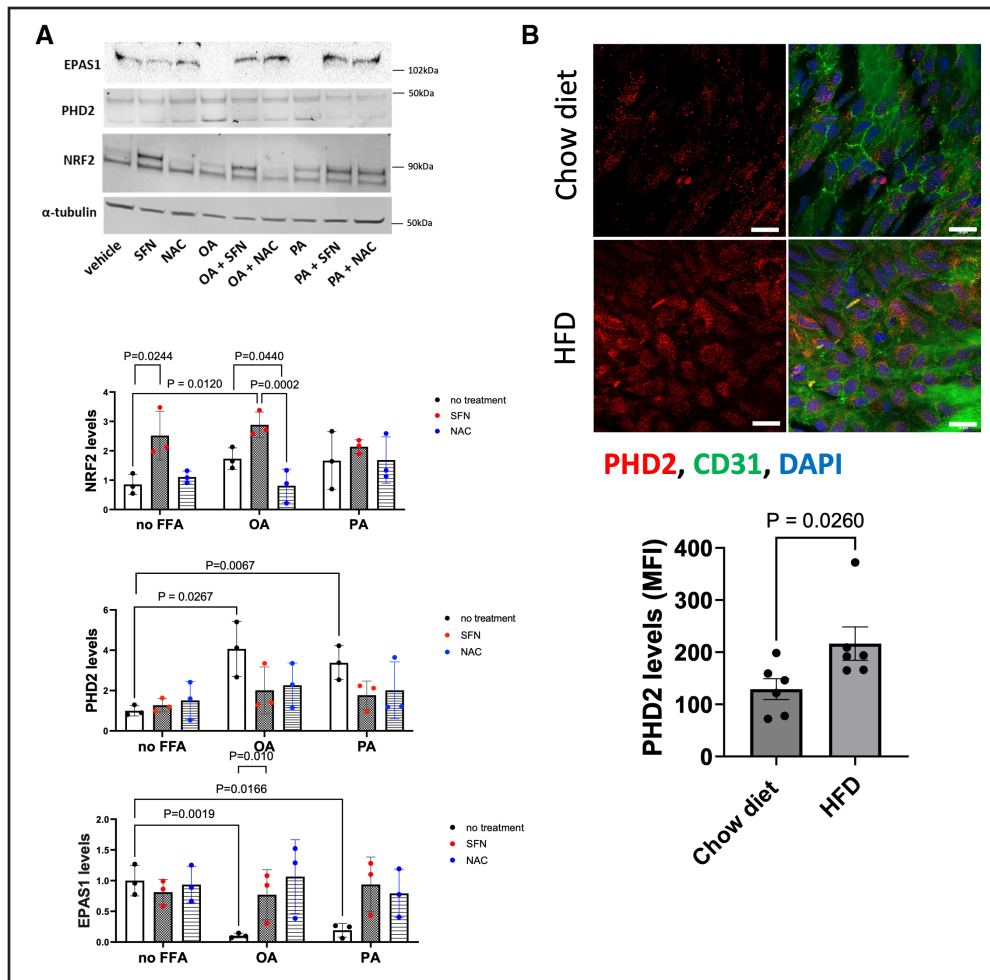 A
EPAS1
102kDa
50kDa
PHD2
NRF2
90kDa
α-tubulin
50kDa
vehicle
SFN
NAC
OA
OA + SFN
OA + NAC
PA
PA + SFN
PA + NAC
P=0.0244
P=0.0440
P = 0.0120
P=0.0002
NRF2 levels
4
3
2
1
0
no FFA
OA
PA
no treatment
SFN
NAC
P=0.0067
P = 0.0267
PHD2 levels
6
4
2
0
no FFA
OA
PA
no treatment
SFN
NAC
P=0.010
P=0.0166
P=0.0019
EPAS1 levels
2.0
1.5
1.0
0.5
0.0
no FFA
OA
PA
no treatment
SFN
NAC
B
Chow diet
HFD
PHD2, CD31, DAPI
P = 0.0260
PHD2 levels (MFI)
400
300
200
100
0
Chow diet
HFD